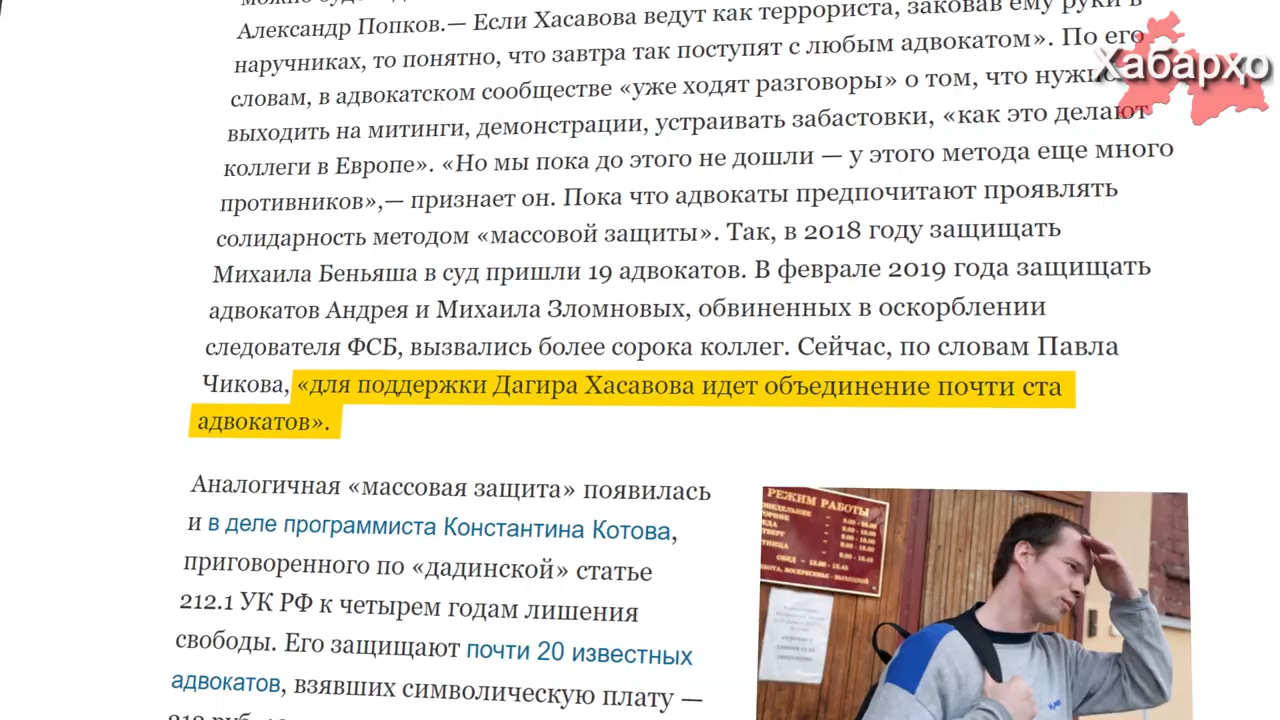 Александр Попков.— Если Хасавова ведут как террориста, заковав ему руки в
наручниках, то понятно, что завтра так поступят с любым адвокатом». По его
словам, в адвокатском сообществе «уже ходят разговоры» о том, что нужно
выходить на митинги, демонстрации, устраивать забастовки, «как это делают
коллеги в Европе». «Но мы пока до этого не дошли — у этого метода еще много
противников»,— признает он. Пока что адвокаты предпочитают проявлять
солидарность методом «массовой защиты». Так, в 2018 году защищать
Михаила Беньяша в суд пришли 19 адвокатов. В феврале 2019 года защищать
адвокатов Андрея и Михаила Зломновых, обвиненных в оскорблении
следователя ФСБ, вызвались более сорока коллег. Сейчас, по словам Павла
Чикова, «для поддержки Дагира Хасавова идет объединение почти ста
адвокатов».
Хабарҳо
Аналогичная «массовая защита» появилась
и в деле программиста Константина Котова,
приговоренного по «дадинской» статье
212.1 УК РФ к четырем годам лишения
свободы. Его защищают почти 20 известных
адвокатов, взявших символическую плату —
РЕЖИМ РАБОТЫ